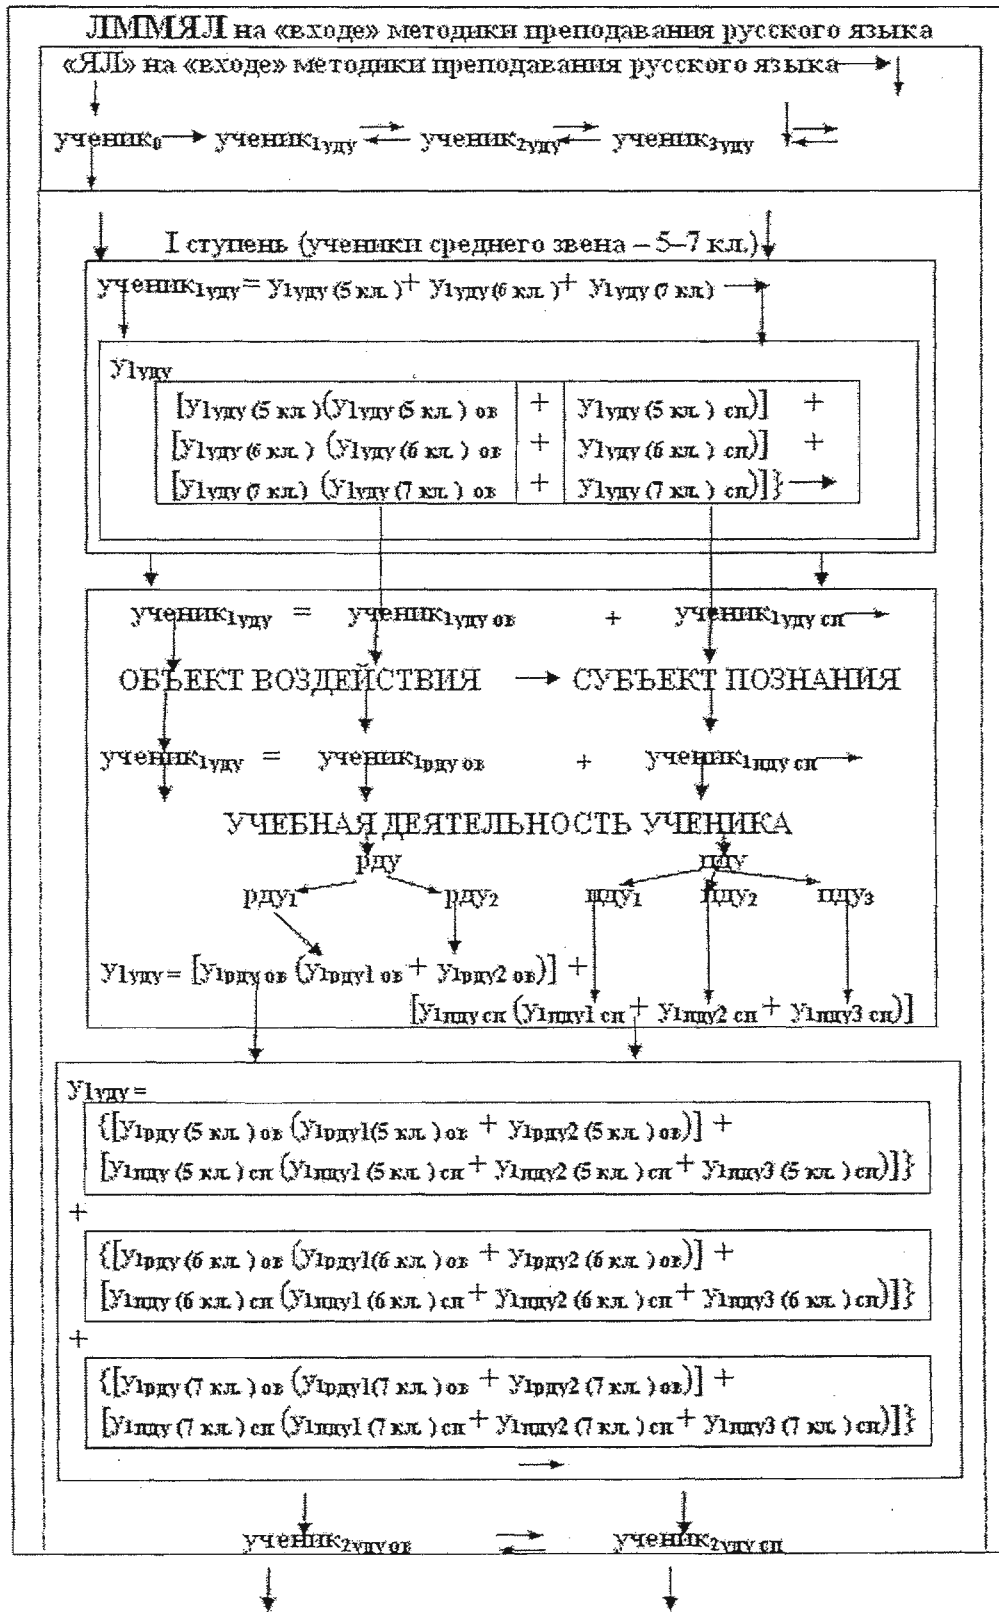 ЛММЯЛ на «входе» методики преподавания русского языка
«ЯЛ» на «входе» методики преподавания русского языка →
ученик0 → ученик1уду ⇄ ученик2уду ⇄ ученик3уду ⇄
I ступень (ученики среднего звена – 5–7 кл.)
ученик1уду = У1уду (5 кл.) + У1уду (6 кл.) + У1уду (7 кл) →
У1уду
[У1уду (5 кл.) (У1уду (5 кл.) ов + У1уду (5 кл.) сп)] +
[У1уду (6 кл.) (У1уду (6 кл.) ов + У1уду (6 кл.) сп)] +
[У1уду (7 кл.) (У1уду (7 кл.) ов + У1уду (7 кл.) сп)]} →
ученик1уду = ученик1уду ов + ученик1уду сп →
ОБЪЕКТ ВОЗДЕЙСТВИЯ → СУБЪЕКТ ПОЗНАНИЯ
ученик1уду = ученик1рду ов + ученик1пду сп →
УЧЕБНАЯ ДЕЯТЕЛЬНОСТЬ УЧЕНИКА
рду пду
рду1 рду2 пду1 пду2 пду3
У1уду = [У1рду ов (У1рду1 ов + У1рду2 ов)] +
[У1пду сп (У1пду1 сп + У1пду2 сп + У1пду3 сп)]
У1уду =
{[У1рду (5 кл.) ов (У1рду1(5 кл.) ов + У1рду2 (5 кл.) ов)] +
[У1пду (5 кл.) сп (У1пду1 (5 кл.) сп + У1пду2 (5 кл.) сп + У1пду3 (5 кл.) сп)]}
+
{[У1рду (6 кл.) ов (У1рду1(6 кл.) ов + У1рду2 (6 кл.) ов)] +
[У1пду (6 кл.) сп (У1пду1 (6 кл.) сп + У1пду2 (6 кл.) сп + У1пду3 (6 кл.) сп)]}
+
{[У1рду (7 кл.) ов (У1рду1(7 кл.) ов + У1рду2 (7 кл.) ов)] +
[У1пду (7 кл.) сп (У1пду1 (7 кл.) сп + У1пду2 (7 кл.) сп + У1пду3 (7 кл.) сп)]}
→
ученик2уду ов ⇄ ученик2уду сп